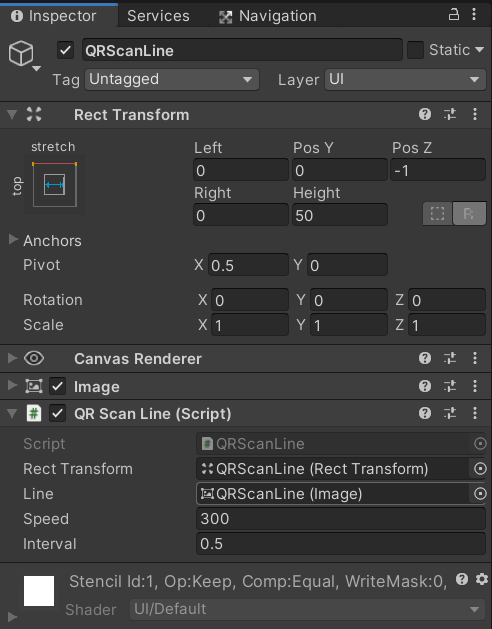 Inspector Services Navigation
QRScanLine Static
Tag Untagged Layer UI
Rect Transform
stretch Left Pos Y Pos Z
top 0 0 -1
Right Height
0 50 R
Anchors
Pivot X 0.5 Y 0
Rotation X 0 Y 0 Z 0
Scale X 1 Y 1 Z 1
Canvas Renderer
Image
# QR Scan Line (Script)
Script # QRScanLine
Rect Transform QRScanLine (Rect Transform)
Line QRScanLine (Image)
Speed 300
Interval 0.5
Stencil Id:1, Op:Keep, Comp:Equal, WriteMask:0,
Shader UI/Default